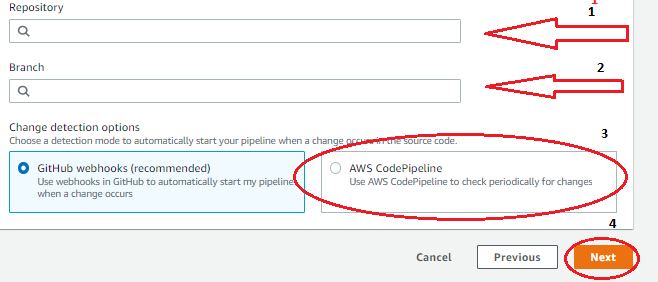 Repository
1
Branch
2
Change detection options
Choose a detection mode to automatically start your pipeline when a change occurs in the source code.
3
GitHub webhooks (recommended)
Use webhooks in GitHub to automatically start my pipeline
when a change occurs
AWS CodePipeline
Use AWS CodePipeline to check periodically for changes
4
Cancel
Previous
Next